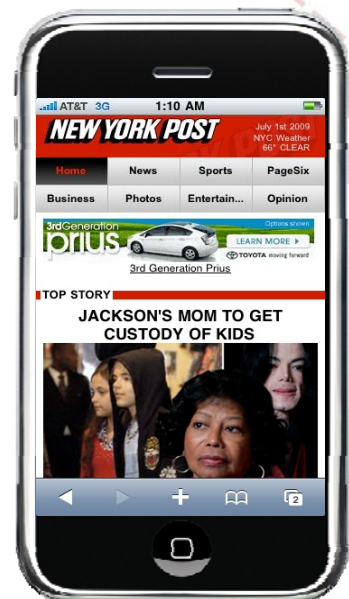 AT&T 3G 1:10 AM
NEW YORK POST
July 1st 2009
NYC Weather
66° CLEAR
Home News Sports PageSix
Business Photos Entertain... Opinion
3rdGeneration
prius
Options shown
LEARN MORE
TOYOTA moving forward
3rd Generation Prius
TOP STORY
JACKSON'S MOM TO GET
CUSTODY OF KIDS
2